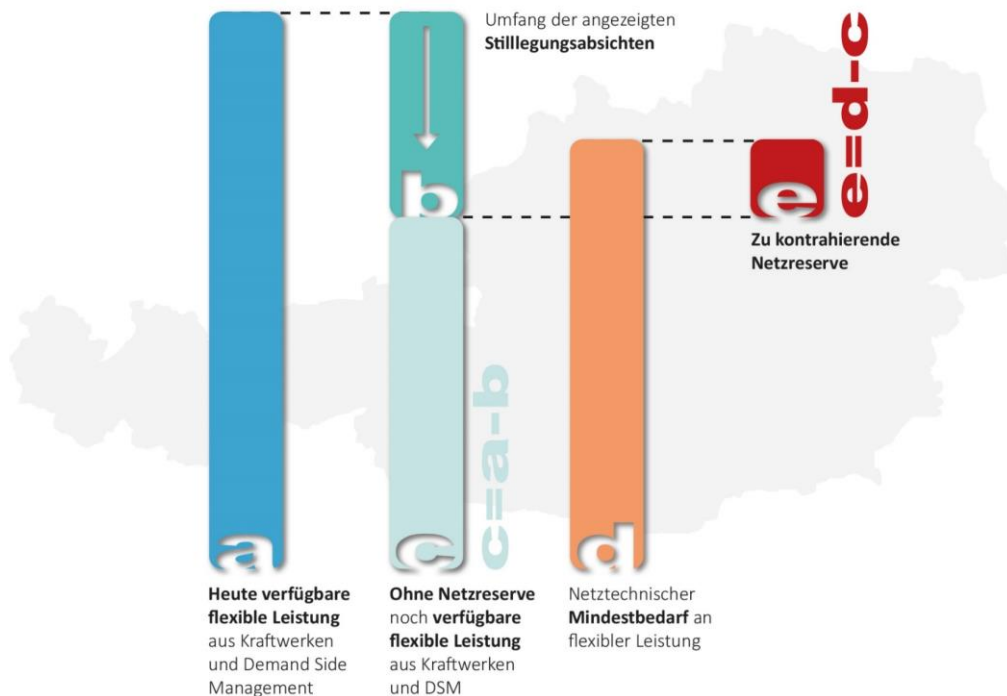 Umfang der angezeigten
Stilllegungsabsichten
b
e
e=d-c
Zu kontrahierende
Netzreserve
a
c
c=a-b
d
Heute verfügbare
flexible Leistung
aus Kraftwerken
und Demand Side
Management
Ohne Netzreserve
noch verfügbare
flexible Leistung
aus Kraftwerken
und DSM
Netztechnischer
Mindestbedarf an
flexibler Leistung